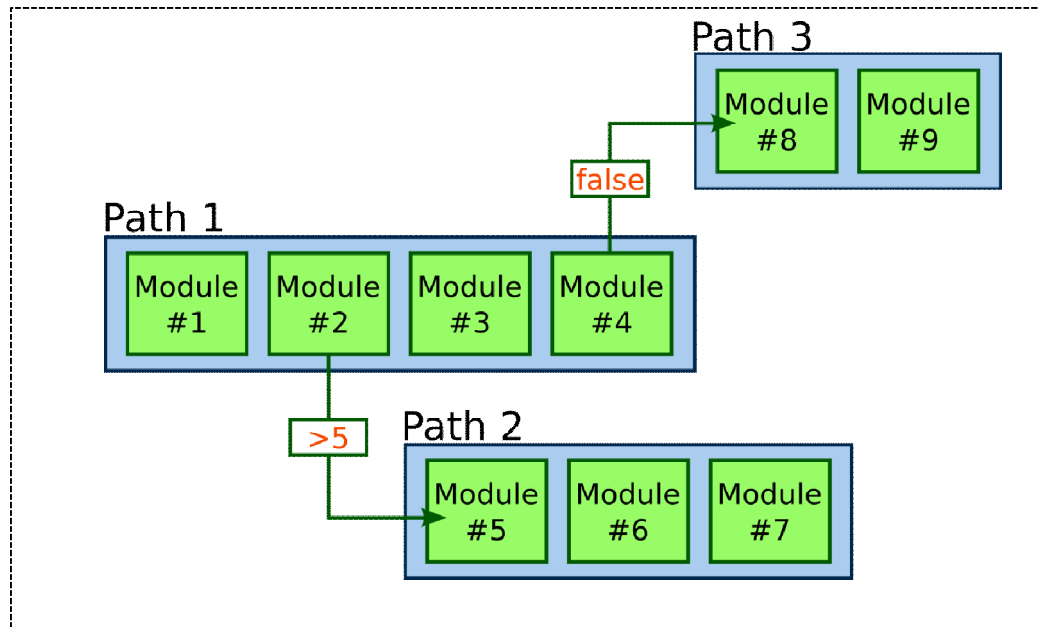 Path 3
Module
#8
Module
#9
false
Path 1
Module
#1
Module
#2
Module
#3
Module
#4
>5
Path 2
Module
#5
Module
#6
Module
#7